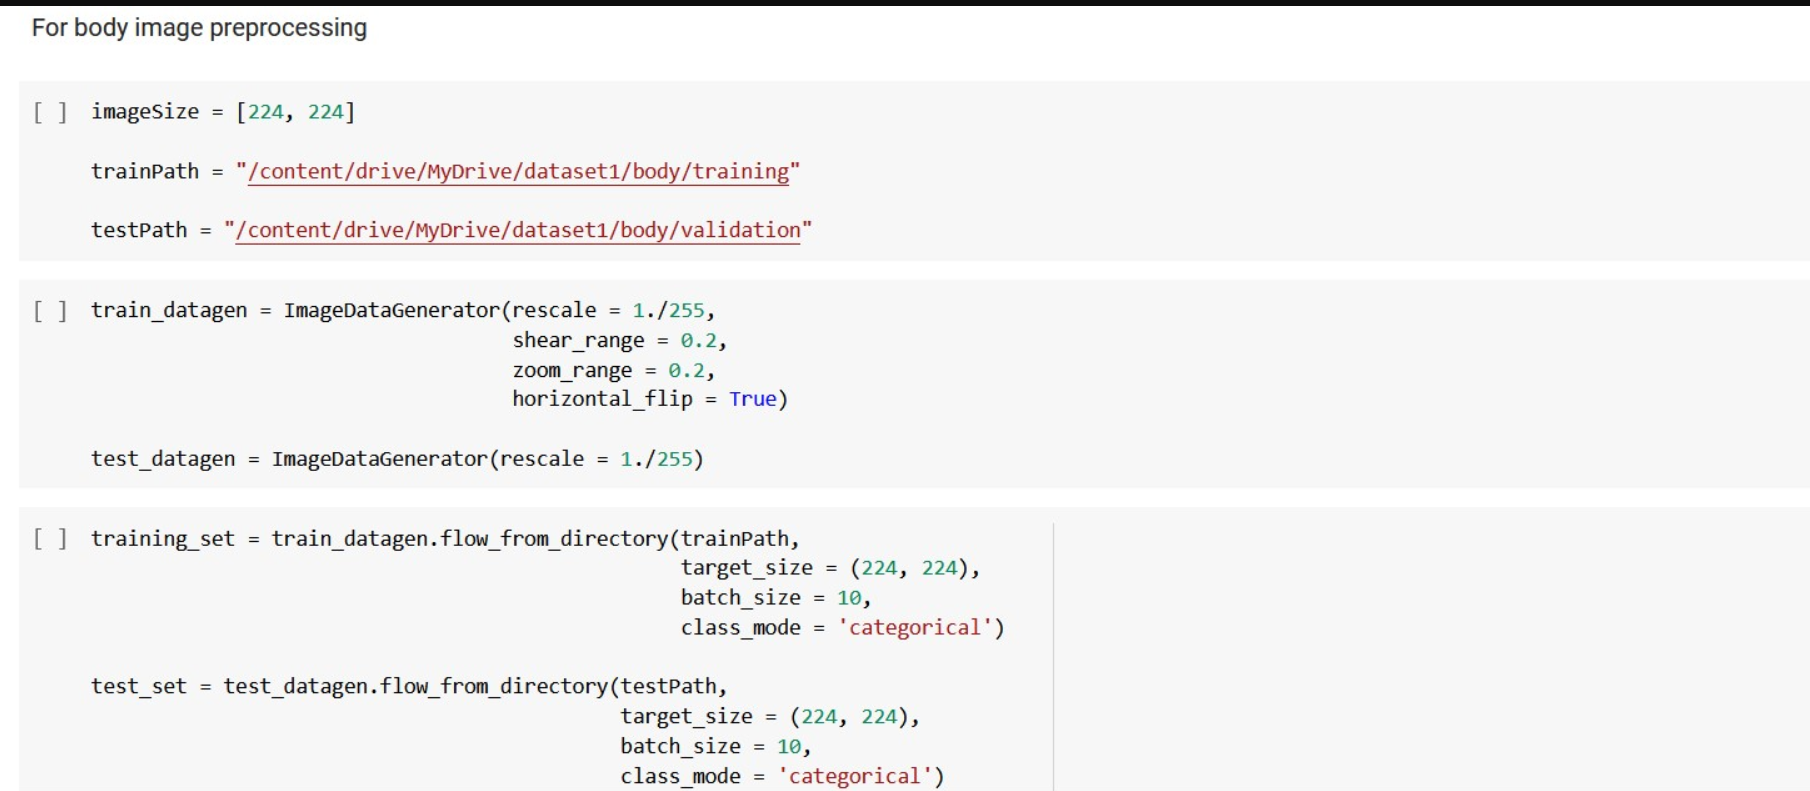 For body image preprocessing
[ ] imageSize = [224, 224]
trainPath = "/content/drive/MyDrive/dataset1/body/training"
testPath = "/content/drive/MyDrive/dataset1/body/validation"
[ ] train_datagen = ImageDataGenerator(rescale = 1./255,
shear_range = 0.2,
zoom_range = 0.2,
horizontal_flip = True)
test_datagen = ImageDataGenerator(rescale = 1./255)
[ ] training_set = train_datagen.flow_from_directory(trainPath,
target_size = (224, 224),
batch_size = 10,
class_mode = 'categorical')
test_set = test_datagen.flow_from_directory(testPath,
target_size = (224, 224),
batch_size = 10,
class_mode = 'categorical')